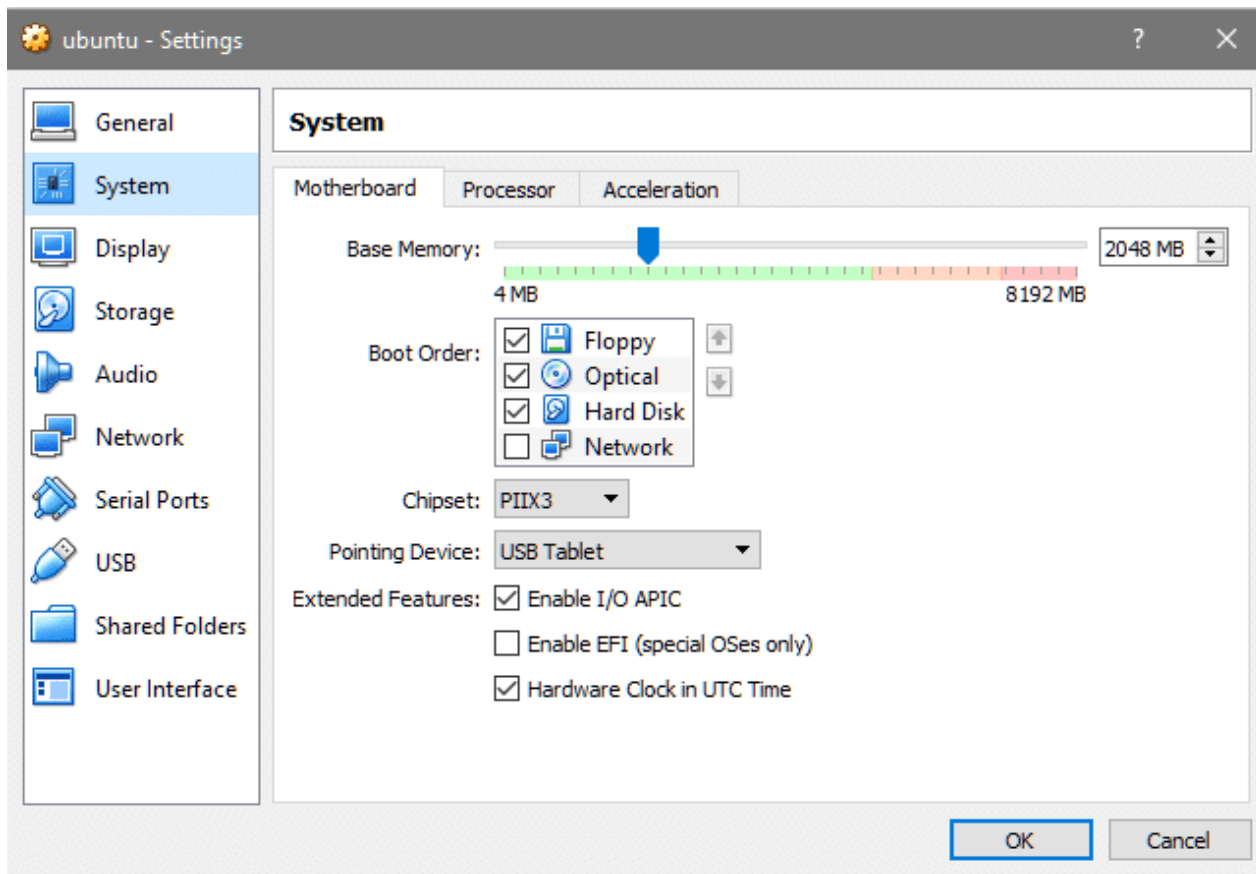 ubuntu - Settings ?
General
System
Display
Storage
Audio
Network
Serial Ports
USB
Shared Folders
User Interface
System
Motherboard Processor Acceleration
Base Memory: 2048 MB
4 MB 8192 MB
Boot Order:
Floppy
Optical
Hard Disk
Network
Chipset: PIIX3
Pointing Device: USB Tablet
Extended Features: Enable I/O APIC
Enable EFI (special OSes only)
Hardware Clock in UTC Time
OK Cancel